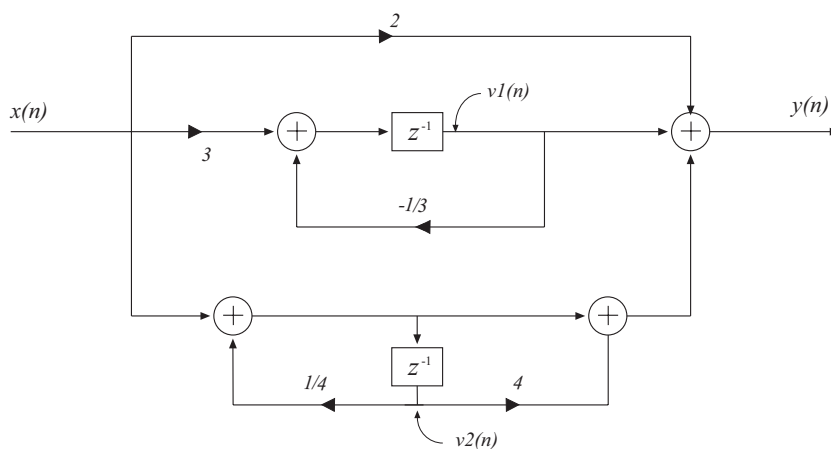 2
x(n)
v1(n)
y(n)
+
z⁻¹
+
3
-1/3
+
+
z⁻¹
1/4
4
v2(n)